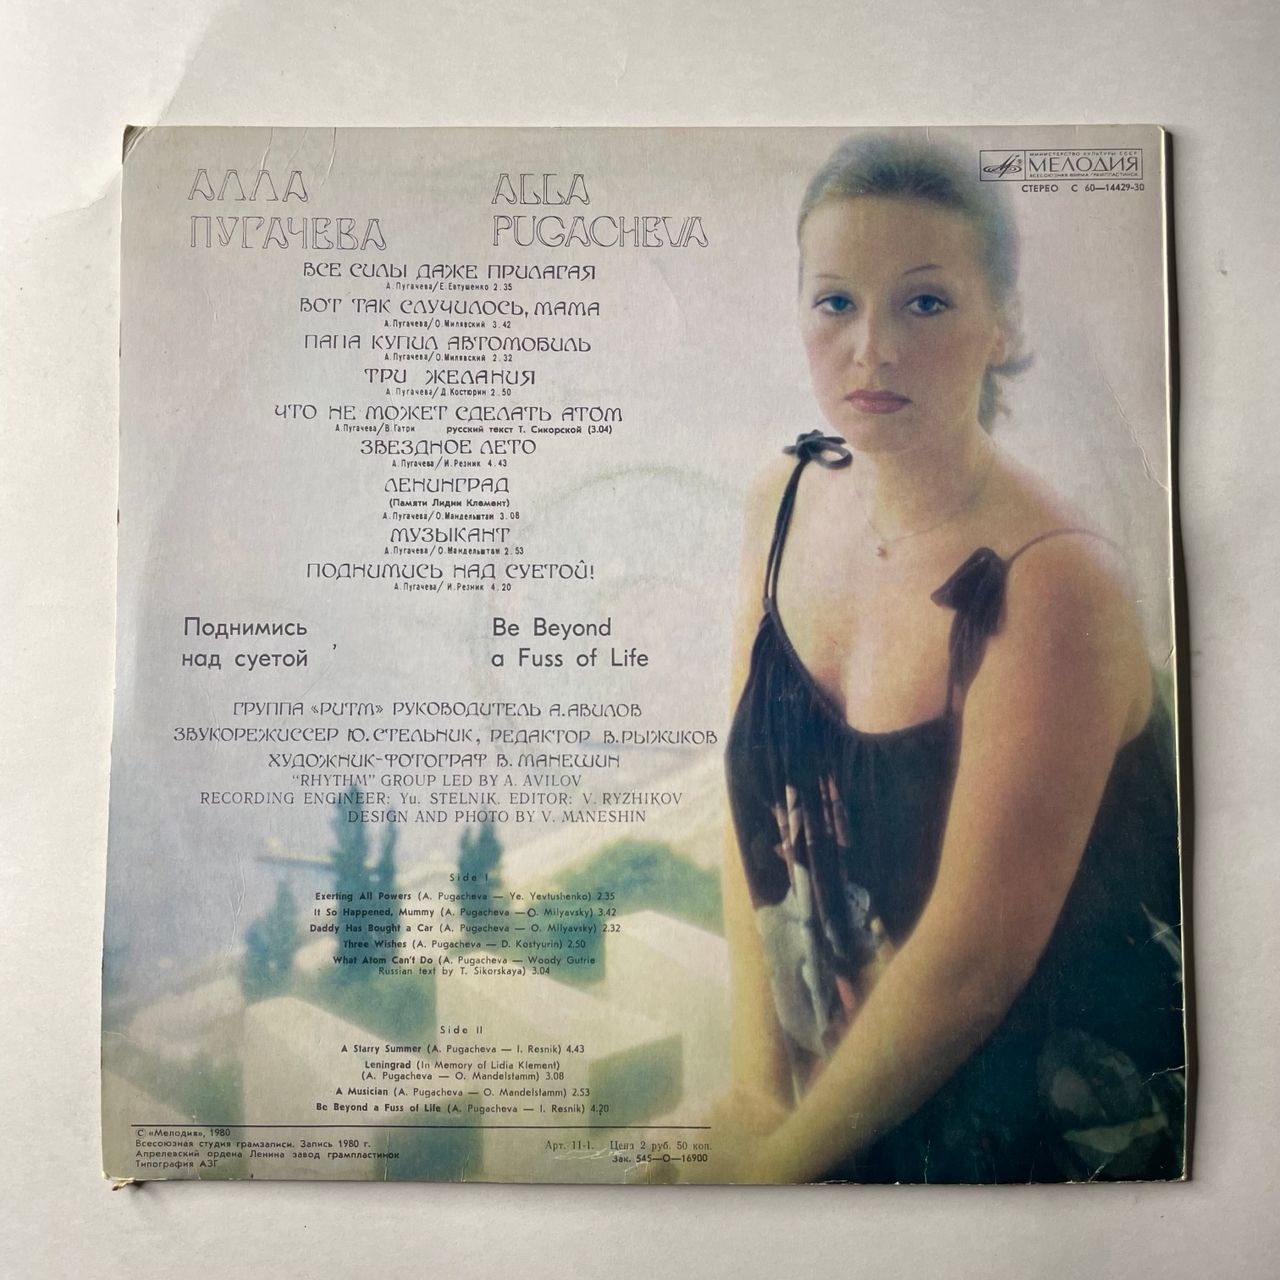 АЛЛА
ПУГАЧЕВА
ALLA
PUGACHEVA
МИНИСТЕРСТВО КУЛЬТУРЫ СССР
МЕЛОДИЯ
ВСЕСОЮЗНАЯ ФИРМА ГРАМПЛАСТИНОК
СТЕРЕО С 60—14429-30
ВСЕ СИЛЫ ДАЖЕ ПРИЛАГАЯ
А.Пугачева/Е.Евтушенко 2.35
ВОТ ТАК СЛУЧИЛОСЬ, МАМА
А.Пугачева/О.Милявский 3.42
ПАПА КУПИЛ АВТОМОБИЛЬ
А.Пугачева/О.Милявский 2.32
ТРИ ЖЕЛАНИЯ
А.Пугачева/Д.Костюрин 2.50
ЧТО НЕ МОЖЕТ СДЕЛАТЬ АТОМ
А.Пугачева/В.Гатри русский текст Т. Сикорской (3.04)
ЗВЕЗДНОЕ ЛЕТО
А.Пугачева/И.Резник 4.43
ЛЕНИНГРАД
(Памяти Лидии Клемент)
А.Пугачева/О.Мандельштам 3.08
МУЗЫКАНТ
А.Пугачева/О.Мандельштам 2.53
ПОДНИМИСЬ НАД СУЕТОЙ!
А.Пугачева/И.Резник 4.20
Поднимись
над суетой
Be Beyond
a Fuss of Life
ГРУППА «РИТМ» РУКОВОДИТЕЛЬ А.АВИЛОВ
ЗВУКОРЕЖИССЕР Ю.СТЕЛЬНИК, РЕДАКТОР В.РЫЖИКОВ
ХУДОЖНИК-ФОТОГРАФ В. МАНЕШИН
"RHYTHM" GROUP LED BY A. AVILOV
RECORDING ENGINEER: Yu. STELNIK. EDITOR: V. RYZHIKOV
DESIGN AND PHOTO BY V. MANESHIN
Side I
Exerting All Powers (A. Pugacheva — Ye. Yevtushenko) 2.35
It So Happened, Mummy (A. Pugacheva — O. Milyavsky) 3.42
Daddy Has Bought a Car (A. Pugacheva — O. Milyavsky) 2.32
Three Wishes (A. Pugacheva — D. Kostyurin) 2.50
What Atom Can't Do (A. Pugacheva — Woody Gutrie
Russian text by T. Sikorskaya) 3.04
Side II
A Starry Summer (A. Pugacheva — I. Resnik) 4.43
Leningrad (In Memory of Lidia Klement)
(A. Pugacheva — O. Mandelstamm) 3.08
A Musician (A. Pugacheva — O. Mandelstamm) 2.53
Be Beyond a Fuss of Life (A. Pugacheva — I. Resnik) 4.20
© «Мелодия», 1980
Всесоюзная студия грамзаписи. Запись 1980 г.
Апрелевский ордена Ленина завод грампластинок
Типография АЗГ
Арт. 11-1. Цена 2 руб. 50 коп.
Зак. 545—О—16900